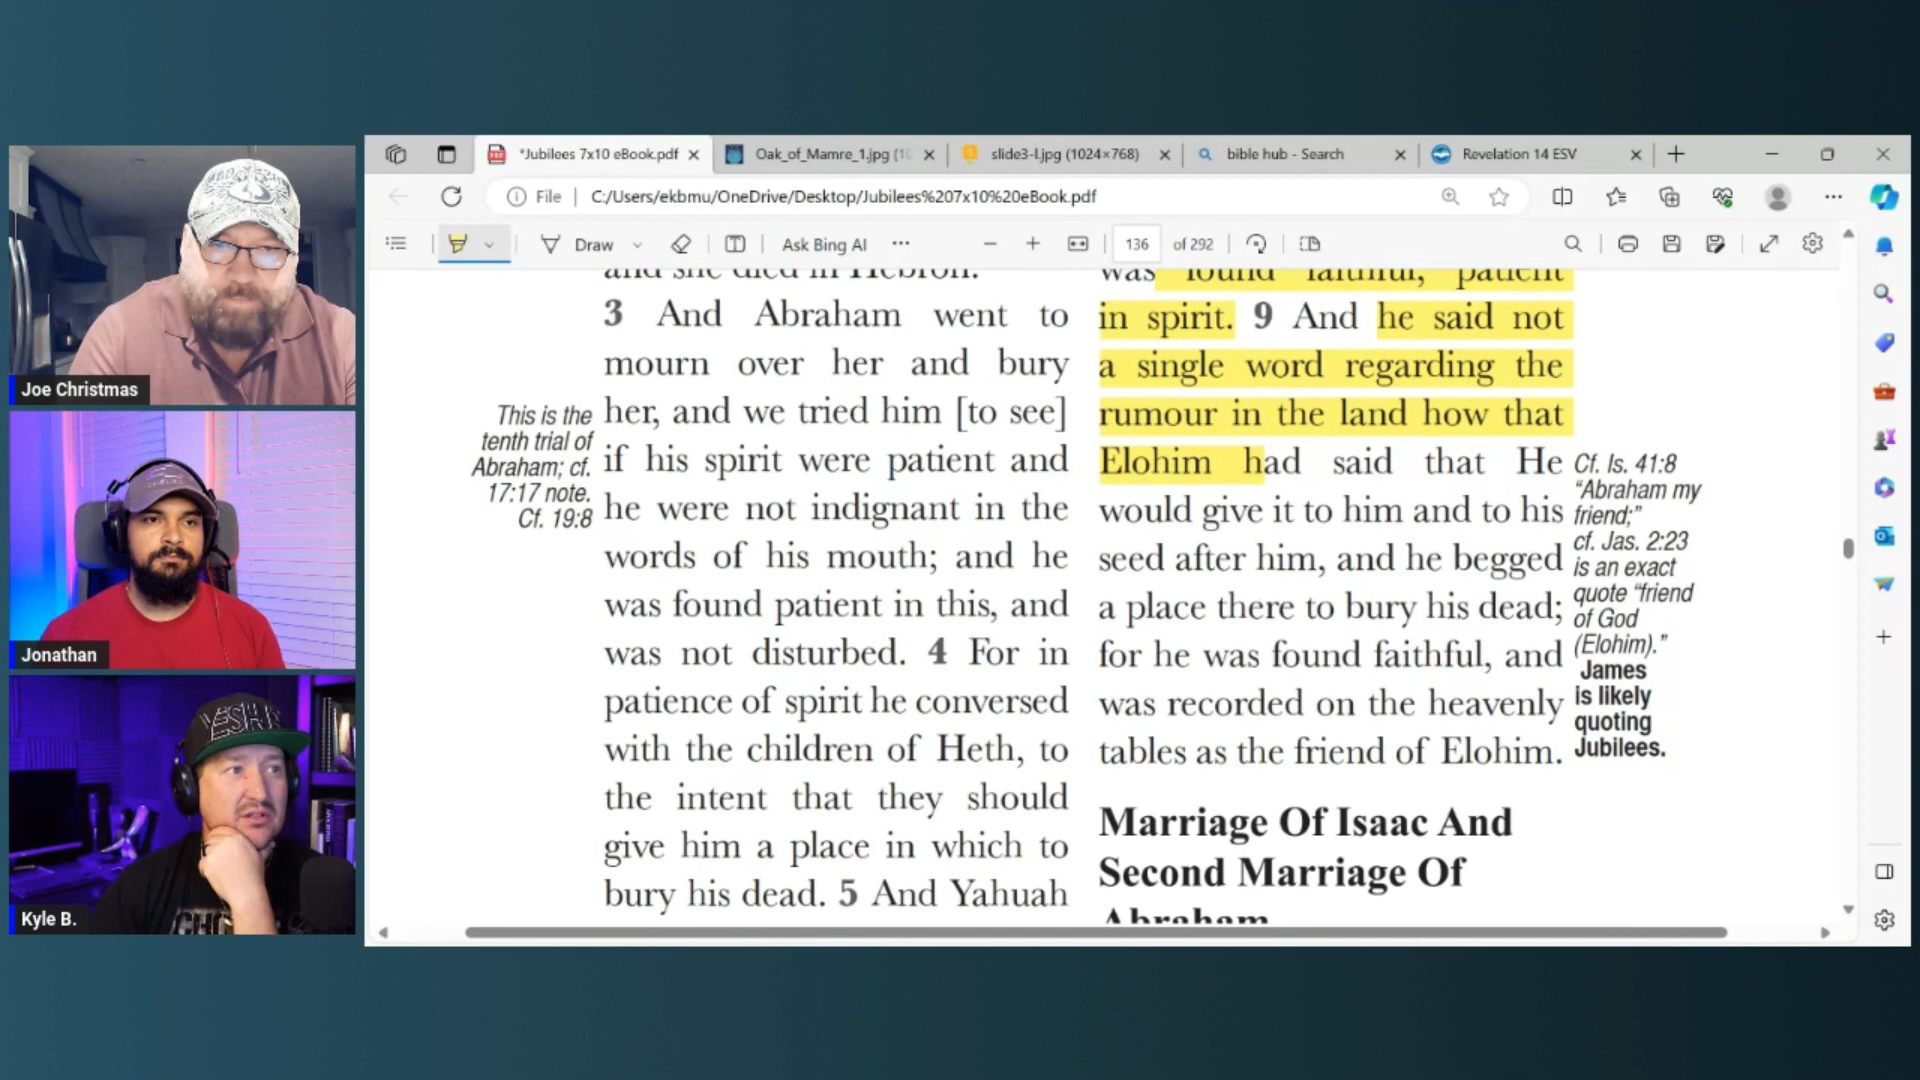 *Jubilees 7x10 eBook.pdf
Oak_of_Mamre_1.jpg (10
slide3-l.jpg (1024×768)
bible hub - Search
Revelation 14 ESV
File
C:/Users/ekbmu/OneDrive/Desktop/Jubilees%207x10%20eBook.pdf
Draw
Ask Bing AI
136
of 292
and she died in Hebron.
3 And Abraham went to
mourn over her and bury
her, and we tried him [to see]
if his spirit were patient and
he were not indignant in the
words of his mouth; and he
was found patient in this, and
was not disturbed. 4 For in
patience of spirit he conversed
with the children of Heth, to
the intent that they should
give him a place in which to
bury his dead. 5 And Yahuah
This is the
tenth trial of
Abraham; cf.
17:17 note.
Cf. 19:8
was found faithful, patient
in spirit. 9 And he said not
a single word regarding the
rumour in the land how that
Elohim had said that He
would give it to him and to his
seed after him, and he begged
a place there to bury his dead;
for he was found faithful, and
was recorded on the heavenly
tables as the friend of Elohim.
Marriage Of Isaac And
Second Marriage Of
Abraham
Cf. Is. 41:8
"Abraham my
friend;"
cf. Jas. 2:23
is an exact
quote "friend
of God
(Elohim)."
James
is likely
quoting
Jubilees.
Joe Christmas
Jonathan
Kyle B.